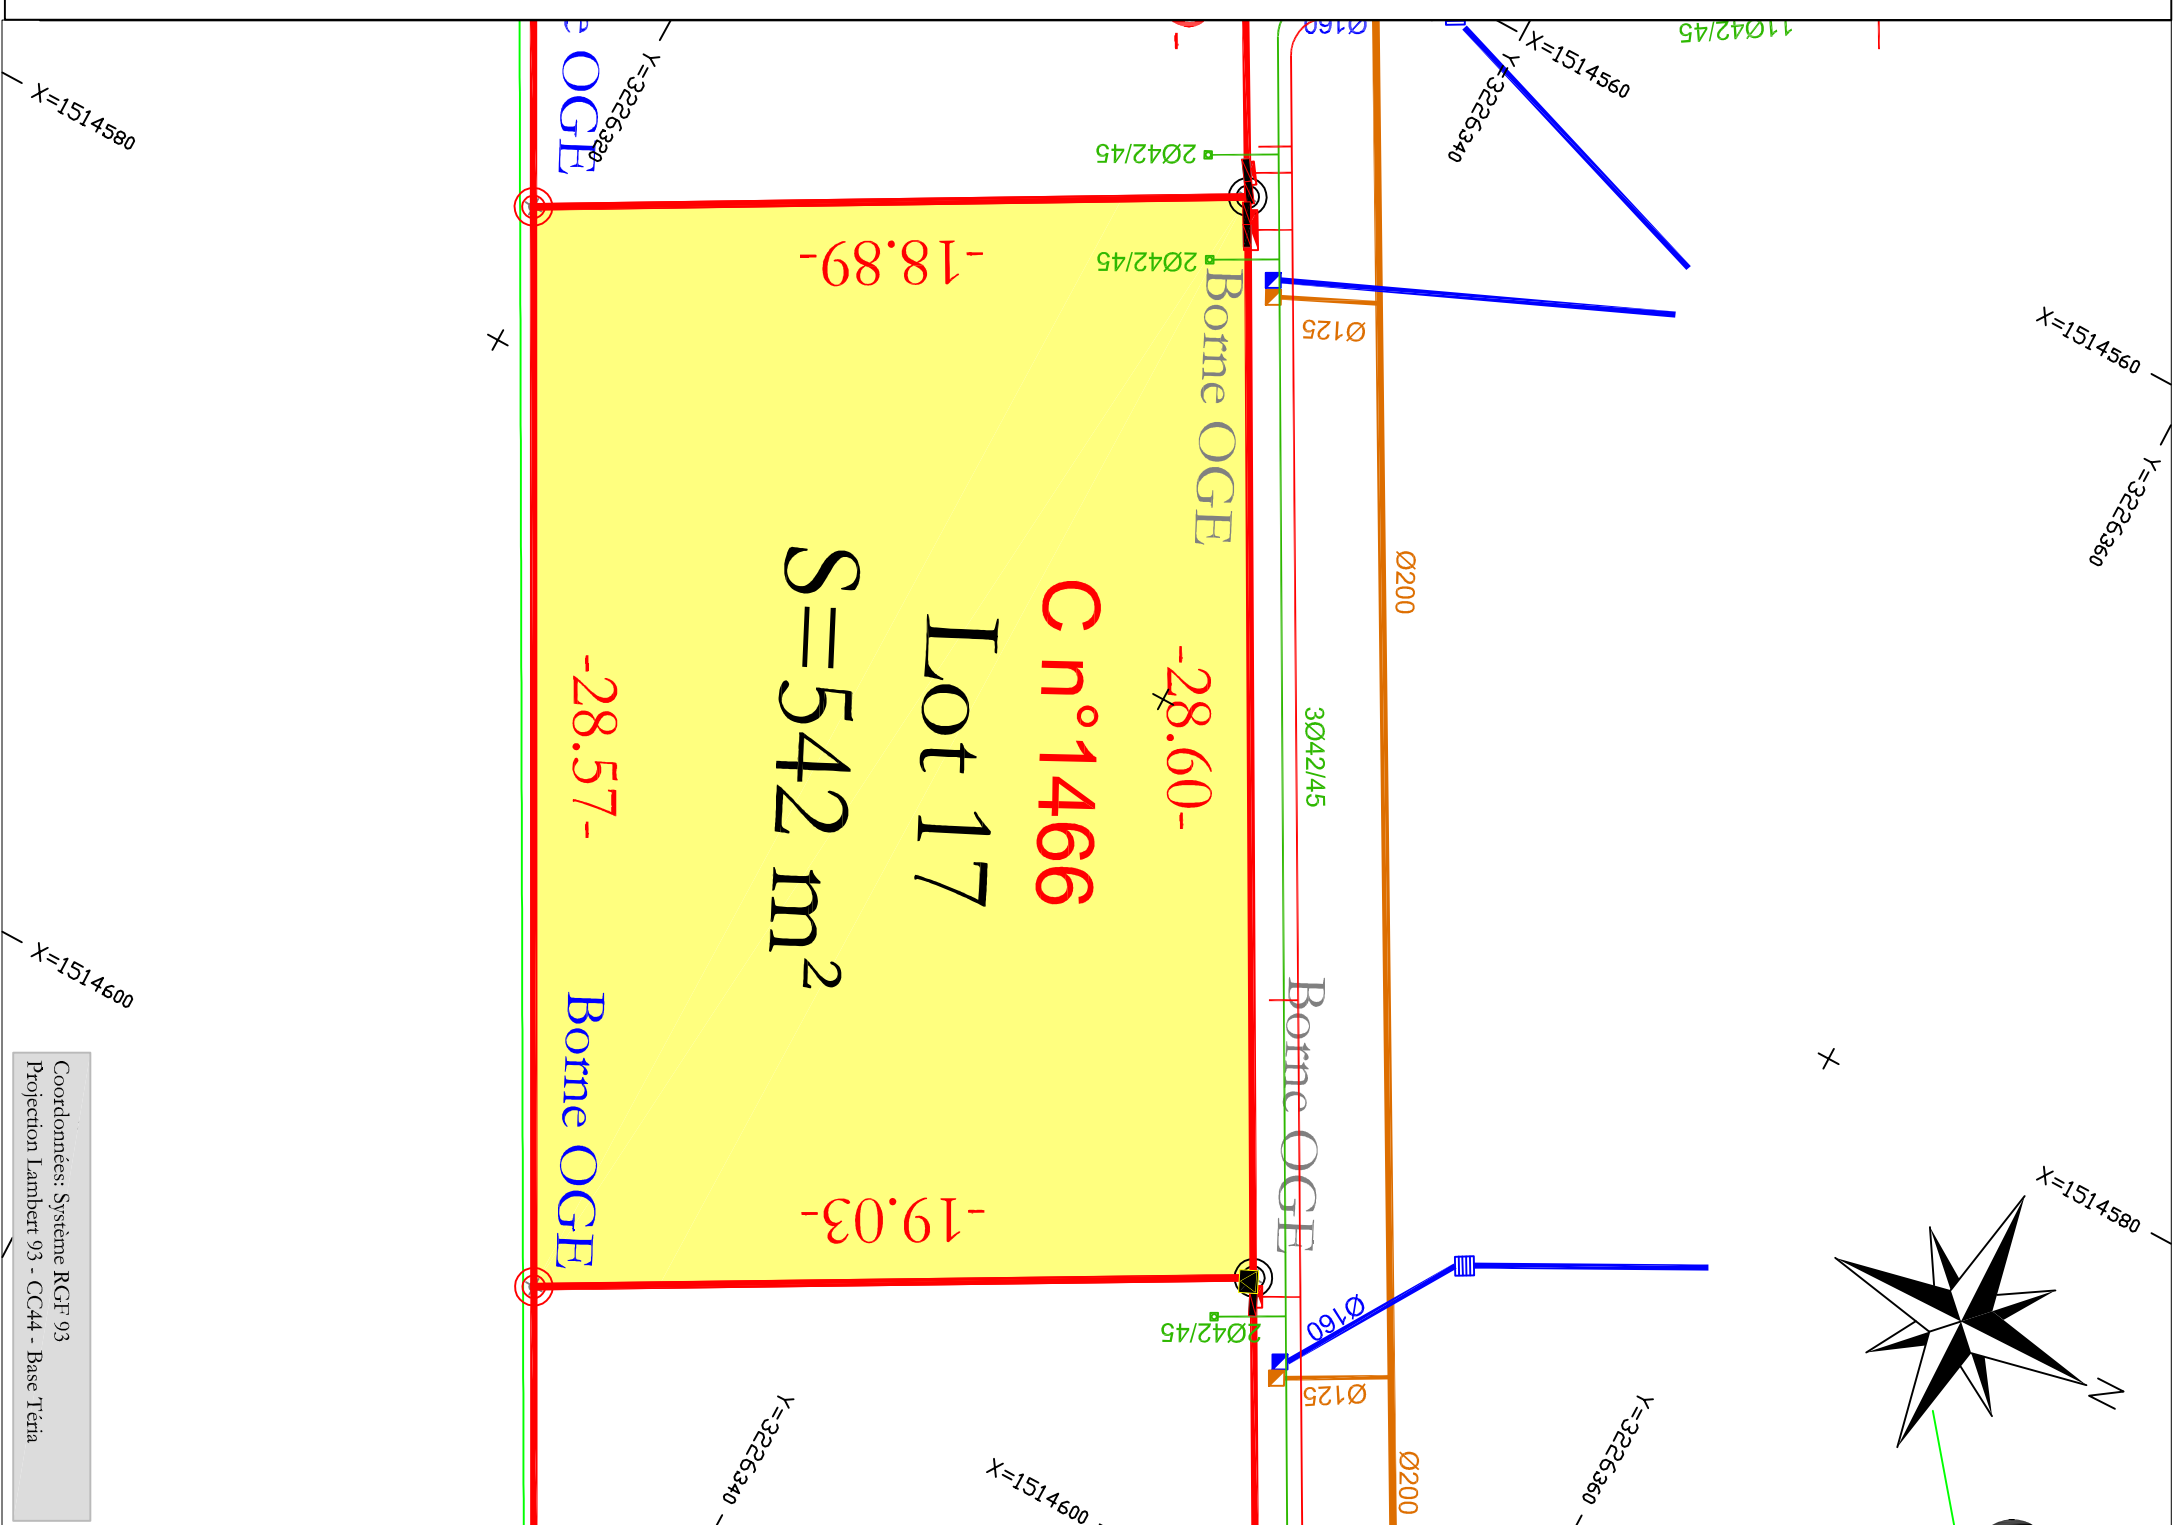 e OGE
Y=3226320
-
Ø160
X=1514560
Y=3226340
11Ø42/45
X=1514580
2Ø42/45
-18.89-
2Ø42/45
Borne OGE
Ø125
X=1514560
Y=3226360
Ø200
C n°1466
Lot 17
S=542 m²
-28.57-
-28.60-
3Ø42/45
X=1514600
Borne OGE
Borne OGE
-19.03-
2Ø42/45
Ø160
Ø125
X=1514580
N
Coordonnées: Système RGF 93
Projection Lambert 93 - CC44 - Base Téria
Y=3226340
X=1514600
Y=3226360
Ø200